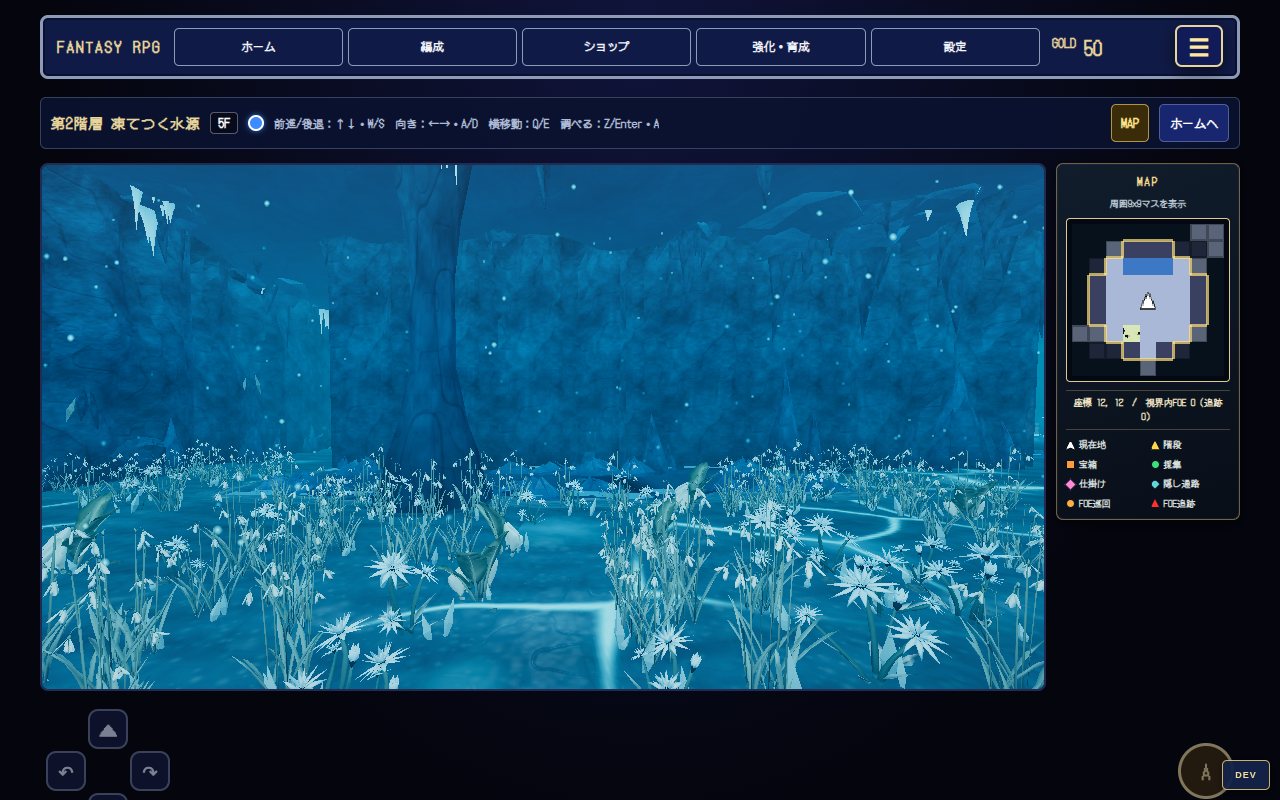 FANTASY RPG ホーム 編成 ショップ 強化・育成 設定 GOLD 50
第2階層 凍てつく水源 5F 前進/後退：↑↓・W/S 向き：←→・A/D 横移動：Q/E 調べる：Z/Enter・A MAP ホームへ
MAP
周囲9x9マスを表示
座標 12, 12 / 視界内FOE 0（追跡
0）
現在地 階段
宝箱 採集
仕掛け 隠し通路
FOE巡回 FOE追跡
A DEV